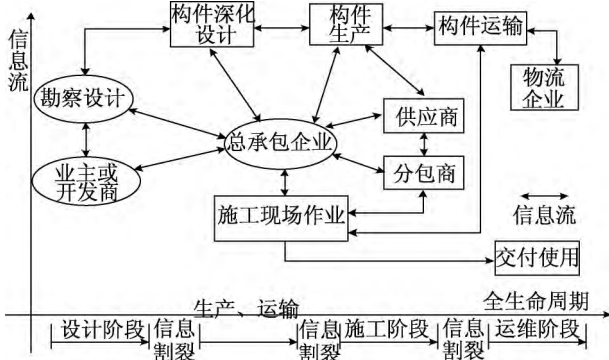 信息流
构件深化
设计
构件
生产
构件运输
物流
企业
勘察设计
供应商
总承包企业
业主或
开发商
分包商
施工现场作业
信息流
交付使用
生产、运输
全生命周期
设计阶段
信息
割裂
信息
割裂
施工阶段
信息
割裂
运维阶段